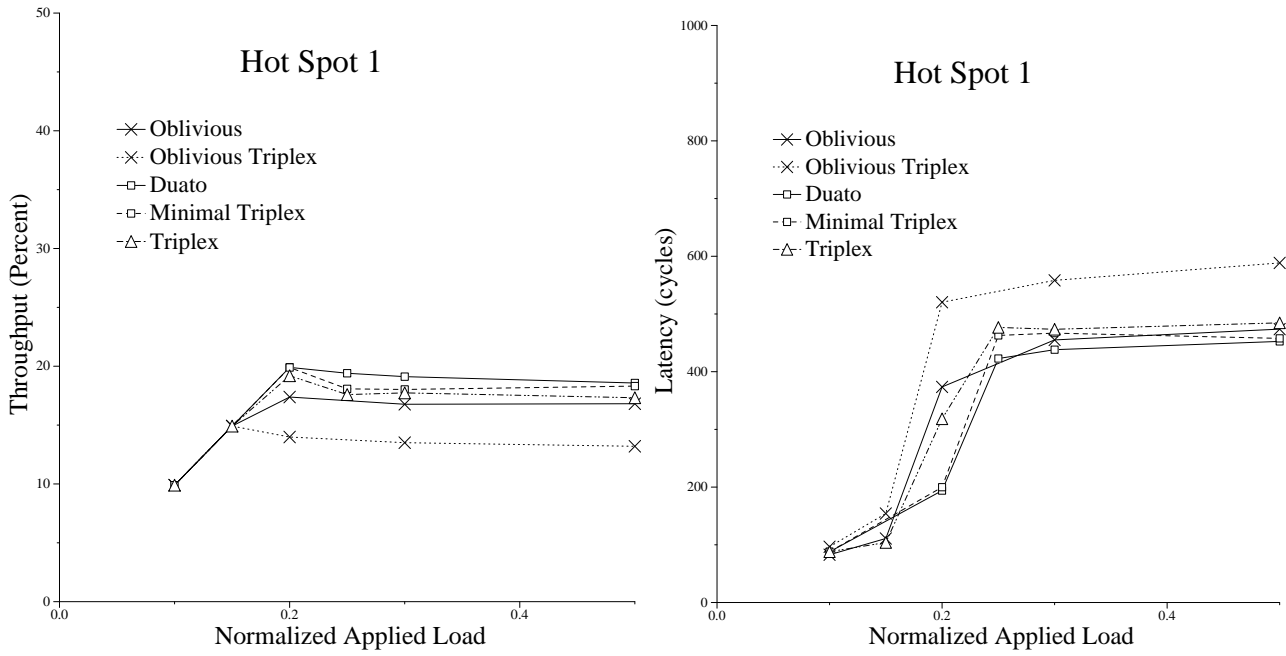 Hot Spot 1
Oblivious
Oblivious Triplex
Duato
Minimal Triplex
Triplex
Throughput (Percent)
50
40
30
20
10
0
0.0
0.2
0.4
Normalized Applied Load
Hot Spot 1
Oblivious
Oblivious Triplex
Duato
Minimal Triplex
Triplex
Latency (cycles)
1000
800
600
400
200
0
0.0
0.2
0.4
Normalized Applied Load